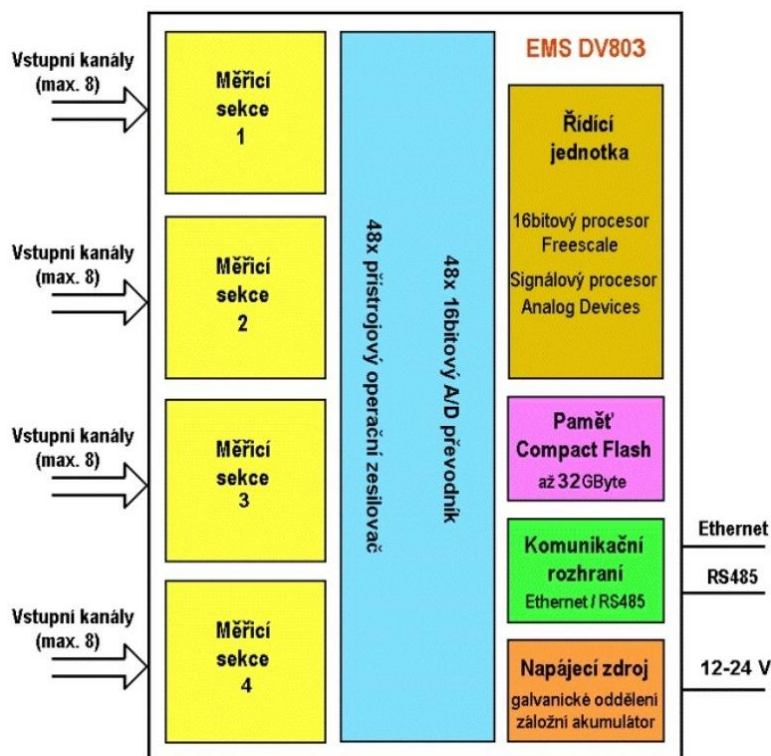 Vstupní kanály
(max. 8)
Měřicí
sekce
1
Vstupní kanály
(max. 8)
Měřicí
sekce
2
Vstupní kanály
(max. 8)
Měřicí
sekce
3
Vstupní kanály
(max. 8)
Měřicí
sekce
4
48x přístrojový operační zesilovač
48x 16bitový A/D převodník
EMS DV803
Řídící
jednotka
16bitový procesor
Freescale
Signálový procesor
Analog Devices
Paměť
Compact Flash
až 32GByte
Komunikační
rozhraní
Ethernet / RS485
Napájecí zdroj
galvanické oddělení
záložní akumulátor
Ethernet
RS485
12-24 V